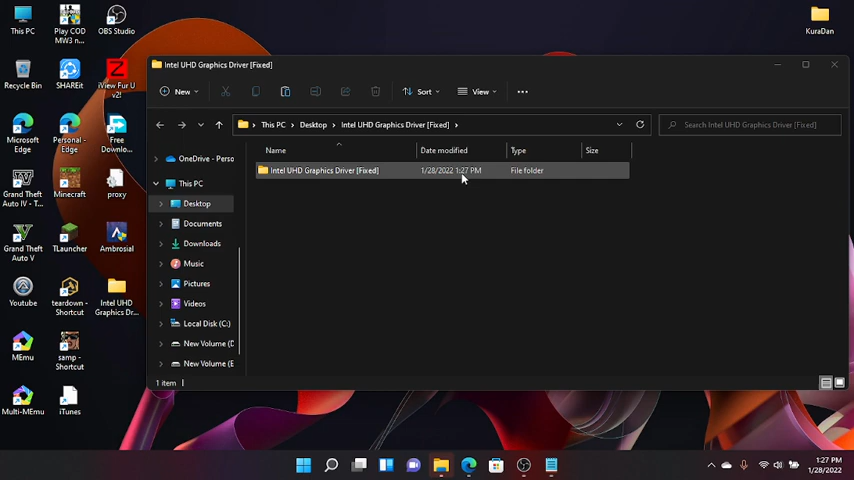 This PC
Play COD
MW3 n...
OBS Studio
KuraDan
Recycle Bin
SHAREit
iView Fur U
v2!
Microsoft
Edge
Personal -
Edge
Free
Downlo...
Grand Theft
Auto IV - T...
Minecraft
proxy
Grand Theft
Auto V
TLauncher
Ambrosial
Youtube
teardown -
Shortcut
Intel UHD
Graphics Dr...
MEmu
samp -
Shortcut
Multi-MEmu
iTunes
Intel UHD Graphics Driver [Fixed]
New
Sort
View
This PC > Desktop > Intel UHD Graphics Driver [Fixed] >
Search Intel UHD Graphics Driver [Fixed]
Name Date modified Type Size
Intel UHD Graphics Driver [Fixed] 1/28/2022 1:27 PM File folder
OneDrive - Perso
This PC
Desktop
Documents
Downloads
Music
Pictures
Videos
Local Disk (C:)
New Volume (D
New Volume (E
1 item
1:27 PM
1/28/2022